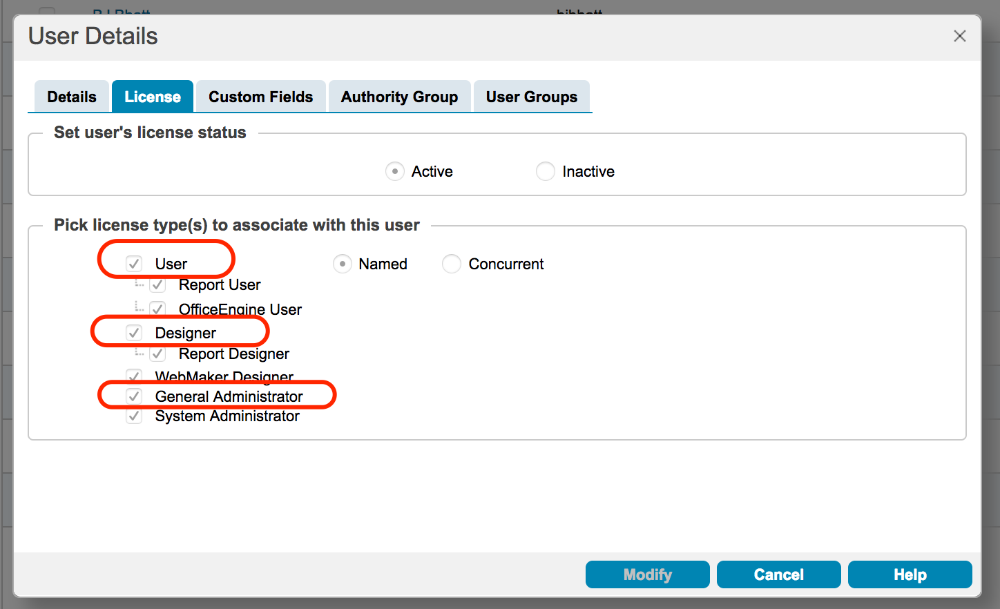 User Details
Details License Custom Fields Authority Group User Groups
Set user's license status
Active Inactive
Pick license type(s) to associate with this user
User Named Concurrent
Report User
OfficeEngine User
Designer
Report Designer
WebMaker Designer
General Administrator
System Administrator
Modify Cancel Help